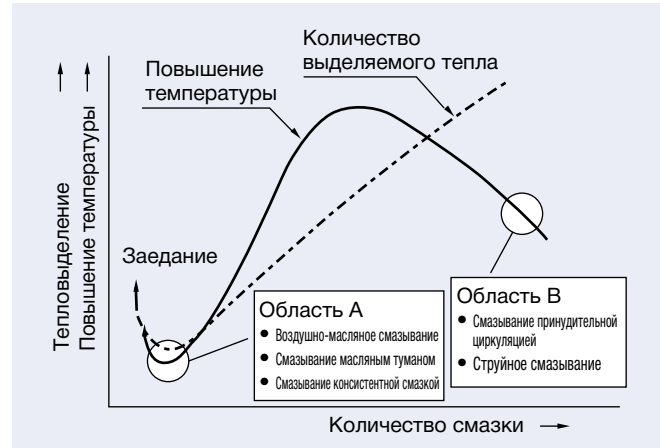 Количество
выделяемого тепла
Повышение
температуры
Тепловыделение
Повышение температуры
Заедание
Область A
● Воздушно-масляное смазывание
● Смазывание масляным туманом
● Смазывание консистентной смазкой
Область B
● Смазывание принудительной
циркуляцией
● Струйное смазывание
Количество смазки